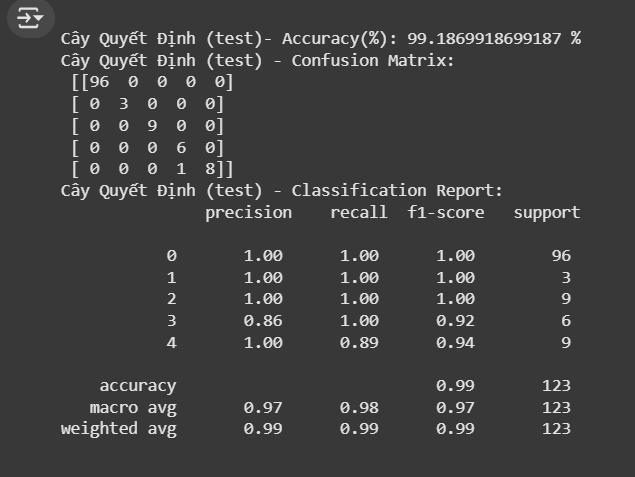 Cây Quyết Định (test)- Accuracy(%): 99.1869918699187 %
Cây Quyết Định (test) - Confusion Matrix:
[[96 0 0 0 0]
[ 0 3 0 0 0]
[ 0 0 9 0 0]
[ 0 0 0 6 0]
[ 0 0 0 1 8]]
Cây Quyết Định (test) - Classification Report:
precision recall f1-score support
0 1.00 1.00 1.00 96
1 1.00 1.00 1.00 3
2 1.00 1.00 1.00 9
3 0.86 1.00 0.92 6
4 1.00 0.89 0.94 9
accuracy 0.99 123
macro avg 0.97 0.98 0.97 123
weighted avg 0.99 0.99 0.99 123